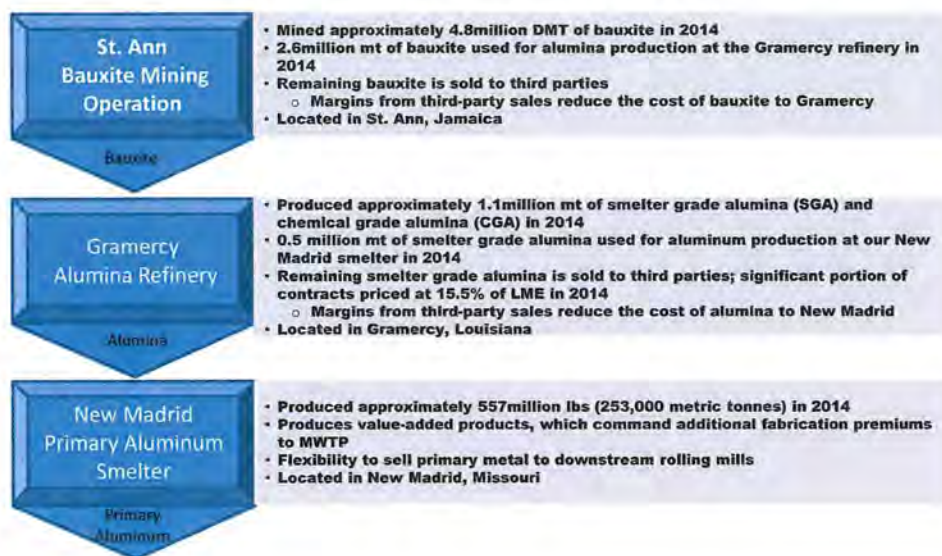 St. Ann
Bauxite Mining
Operation
Bauxite
• Mined approximately 4.8million DMT of bauxite in 2014
• 2.6million mt of bauxite used for alumina production at the Gramercy refinery in
2014
• Remaining bauxite is sold to third parties
o Margins from third-party sales reduce the cost of bauxite to Gramercy
• Located in St. Ann, Jamaica
Gramercy
Alumina Refinery
Alumina
• Produced approximately 1.1million mt of smelter grade alumina (SGA) and
chemical grade alumina (CGA) in 2014
• 0.5 million mt of smelter grade alumina used for aluminum production at our New
Madrid smelter in 2014
• Remaining smelter grade alumina is sold to third parties; significant portion of
contracts priced at 15.5% of LME in 2014
o Margins from third-party sales reduce the cost of alumina to New Madrid
• Located in Gramercy, Louisiana
New Madrid
Primary Aluminum
Smelter
Primary
Aluminum
• Produced approximately 557million lbs (253,000 metric tonnes) in 2014
• Produces value-added products, which command additional fabrication premiums
to MWTP
• Flexibility to sell primary metal to downstream rolling mills
• Located in New Madrid, Missouri